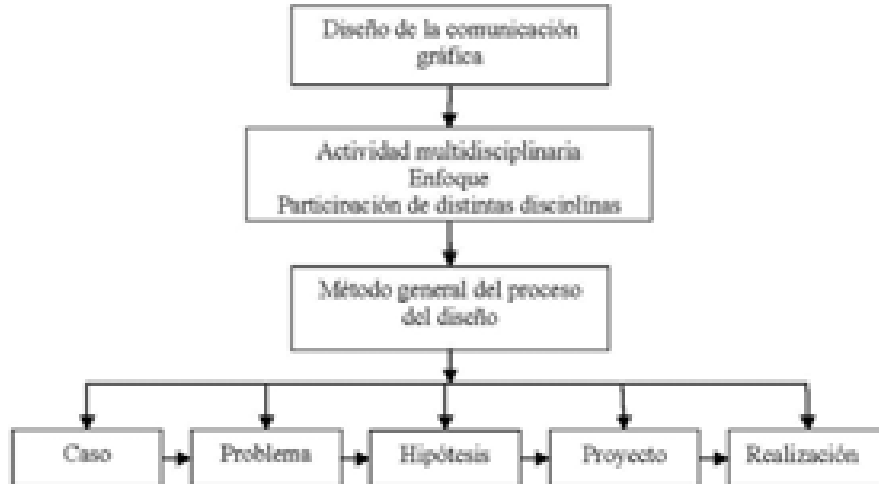 Diseño de la comunicación
gráfica
Actividad multidisciplinaria
Enfoque
Participación de distintas disciplinas
Método general del proceso
del diseño
Caso
Problema
Hipótesis
Proyecto
Realización